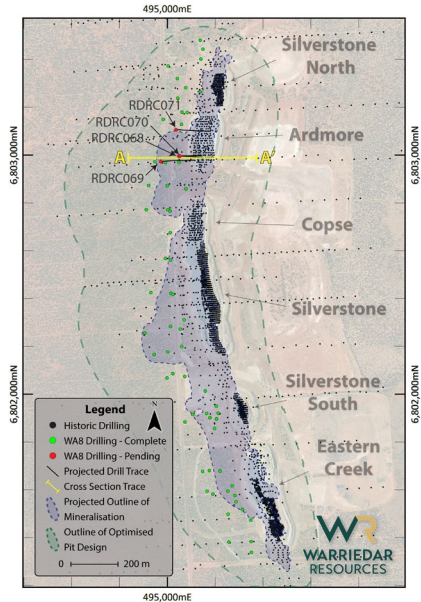 495,000mE
Silverstone
North
RDRC071
RDRC070
RDRC068
Ardmore
6,803,000mN
6,803,000mN
A
A'
RDRC069
Copse
Silverstone
6,802,000mN
6,802,000mN
Silverstone
South
Eastern
Creek
Legend
N
Historic Drilling
WA8 Drilling - Complete
WA8 Drilling - Pending
Projected Drill Trace
Cross Section Trace
Projected Outline of
Mineralisation
Outline of Optimised
Pit Design
0 200 m
WR
WARRIEDAR
RESOURCES
495,000mE